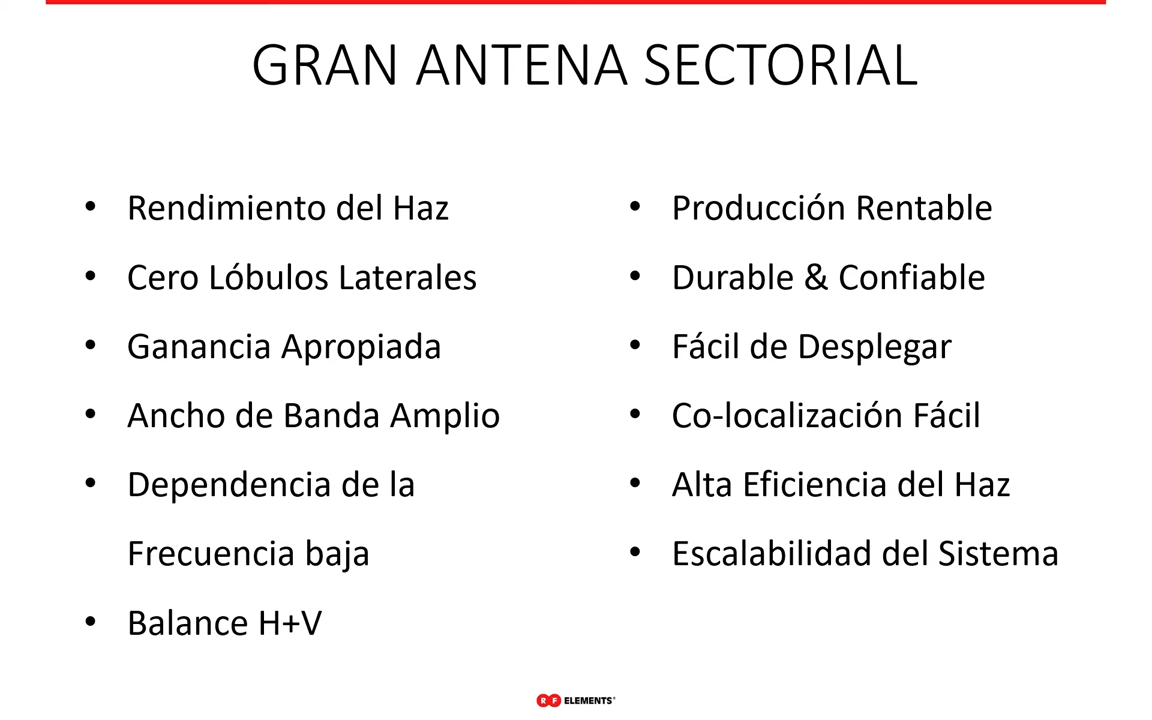 GRAN ANTENA SECTORIAL
• Rendimiento del Haz
• Cero Lóbulos Laterales
• Ganancia Apropiada
• Ancho de Banda Amplio
• Dependencia de la
Frecuencia baja
• Balance H+V
• Producción Rentable
• Durable & Confiable
• Fácil de Desplegar
• Co-localización Fácil
• Alta Eficiencia del Haz
• Escalabilidad del Sistema
RF ELEMENTS®